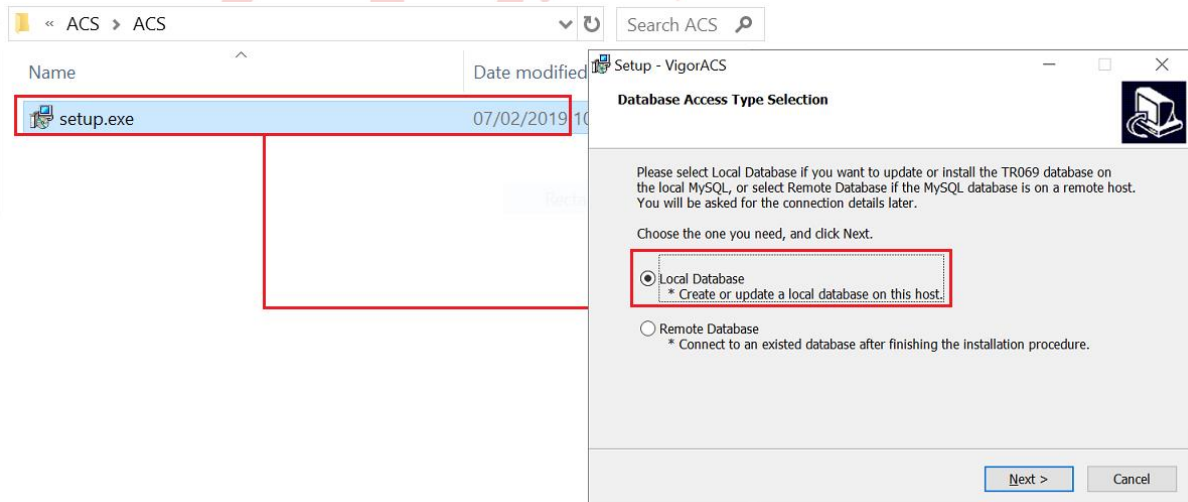 « ACS > ACS
Search ACS
Name
Date modified
setup.exe
07/02/2019 10
Setup - VigorACS
Database Access Type Selection
Please select Local Database if you want to update or install the TR069 database on
the local MySQL, or select Remote Database if the MySQL database is on a remote host.
You will be asked for the connection details later.
Choose the one you need, and click Next.
Local Database
* Create or update a local database on this host.
Remote Database
* Connect to an existed database after finishing the installation procedure.
Next >
Cancel